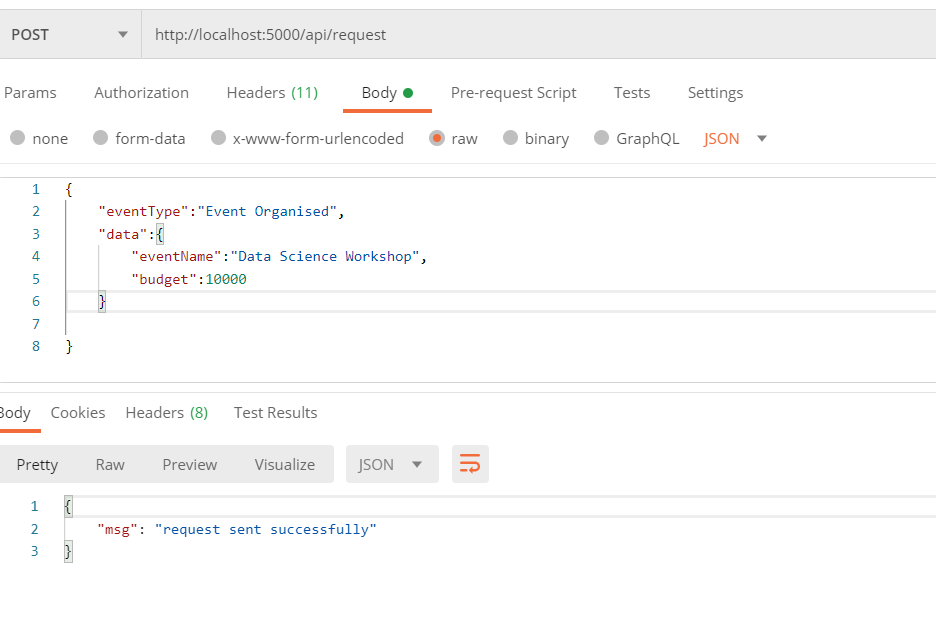 POST http://localhost:5000/api/request
Params Authorization Headers (11) Body Pre-request Script Tests Settings
none form-data x-www-form-urlencoded raw binary GraphQL JSON
1 {
2 "eventType":"Event Organised",
3 "data":{
4 "eventName":"Data Science Workshop",
5 "budget":10000
6 }
7
8 }
Body Cookies Headers (8) Test Results
Pretty Raw Preview Visualize JSON
1 {
2 "msg": "request sent successfully"
3 }